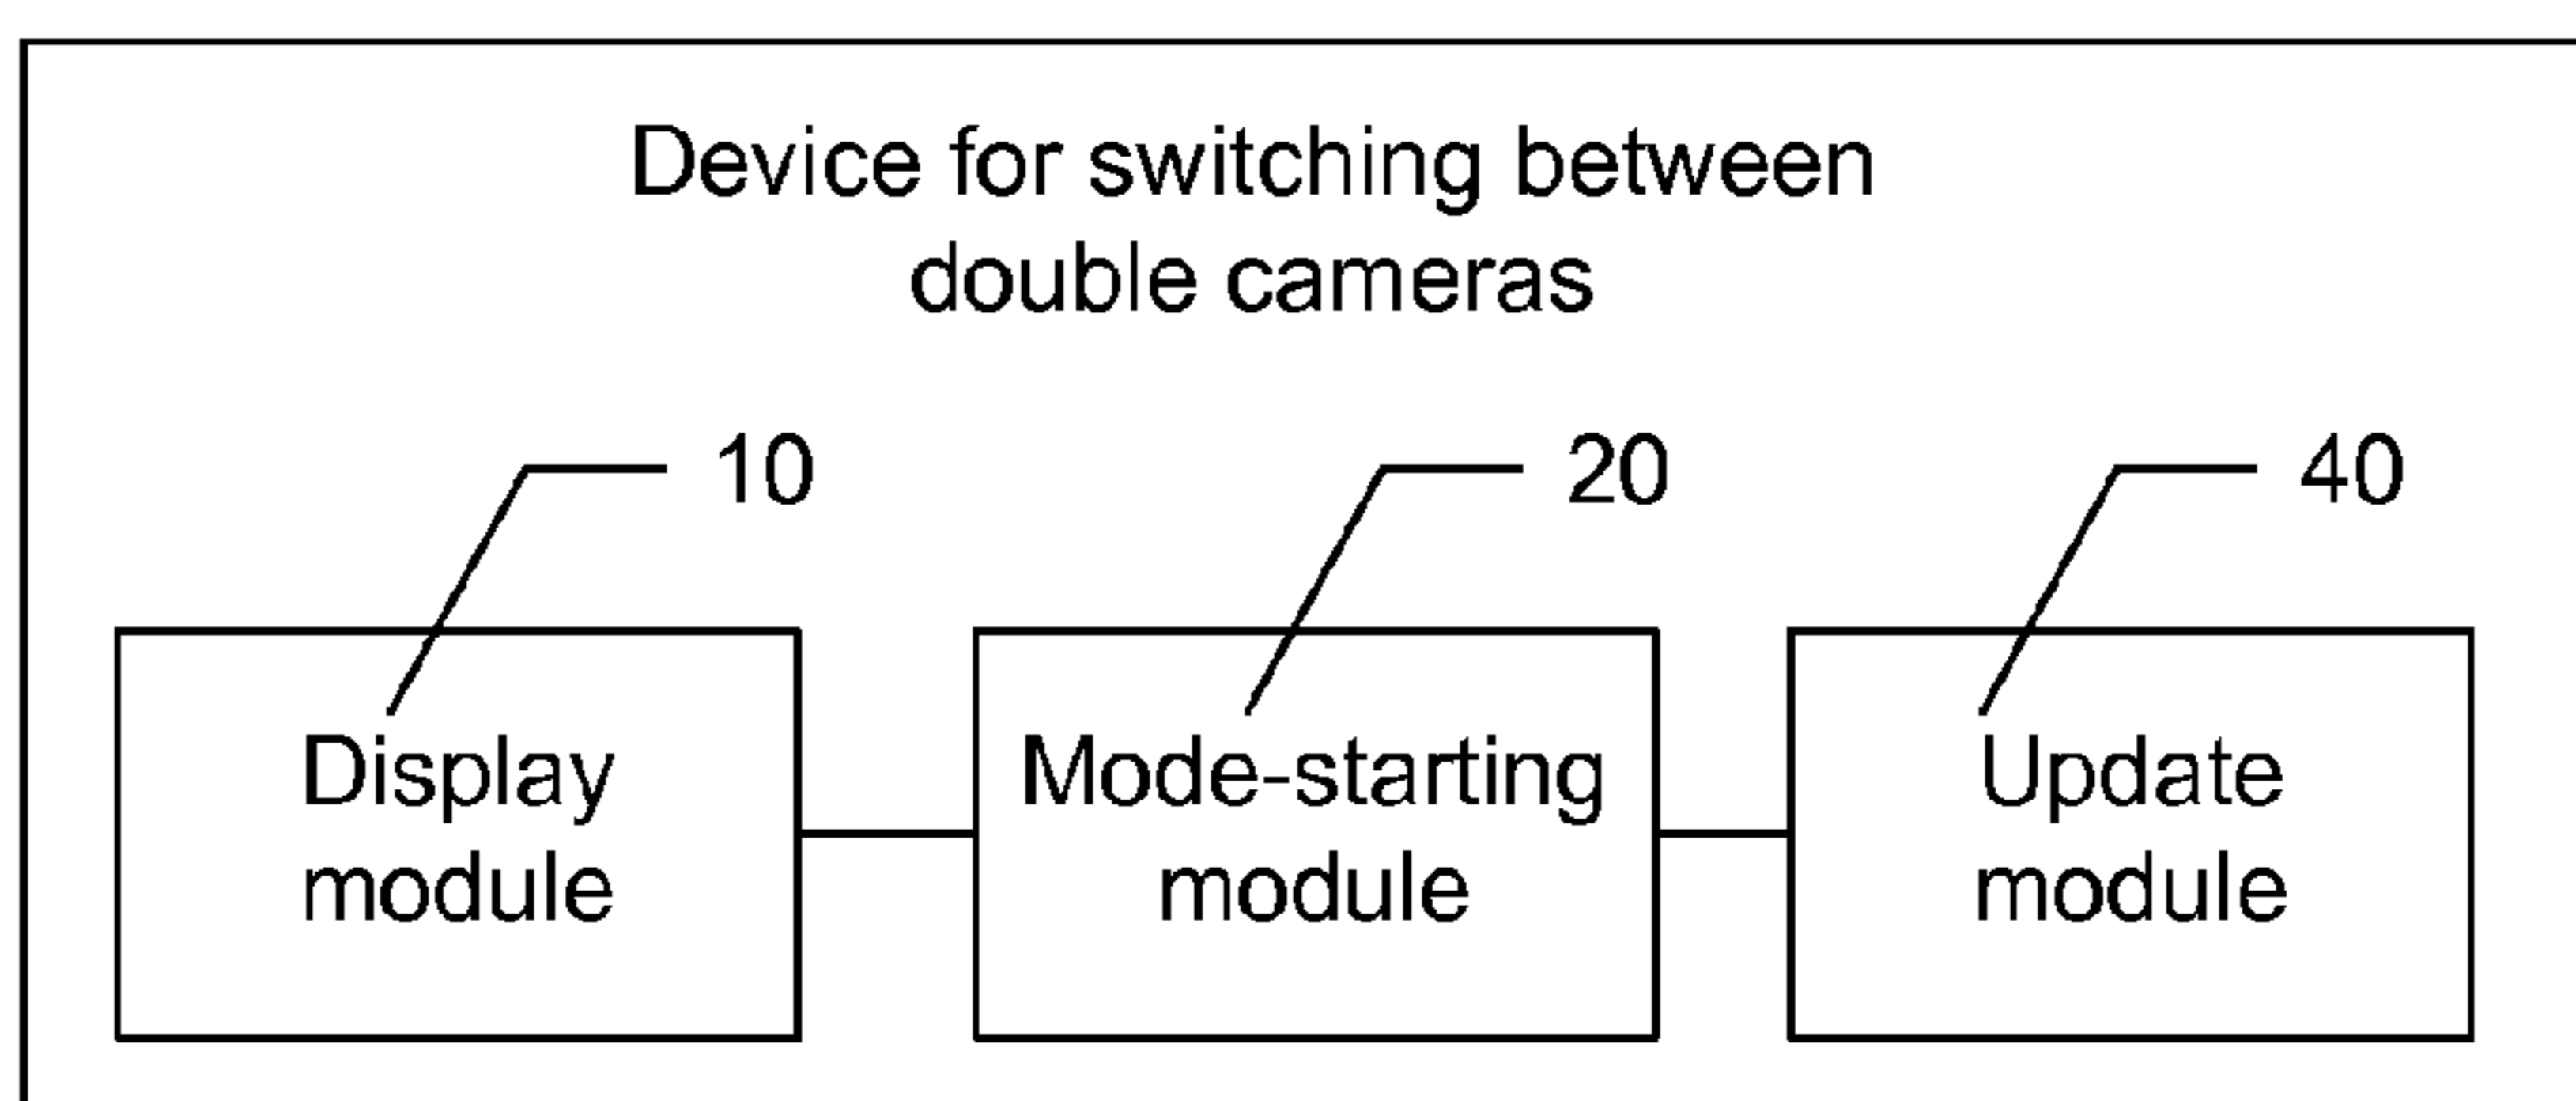 Device for switching between
double cameras
10
20
40
Display
module
Mode-starting
module
Update
module